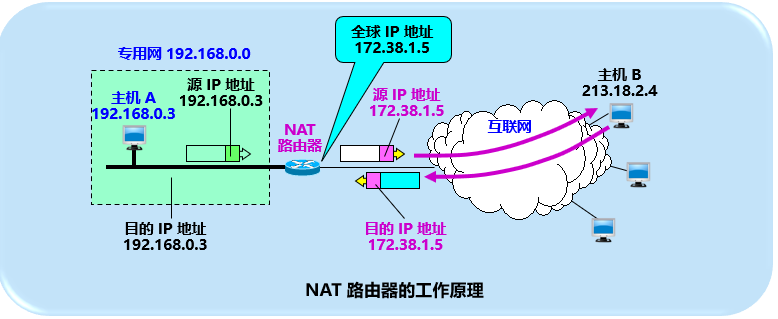 全球 IP 地址
172.38.1.5
专用网 192.168.0.0
源 IP 地址
192.168.0.3
主机 A
192.168.0.3
NAT
路由器
源 IP 地址
172.38.1.5
互联网
主机 B
213.18.2.4
目的 IP 地址
192.168.0.3
目的 IP 地址
172.38.1.5
NAT 路由器的工作原理